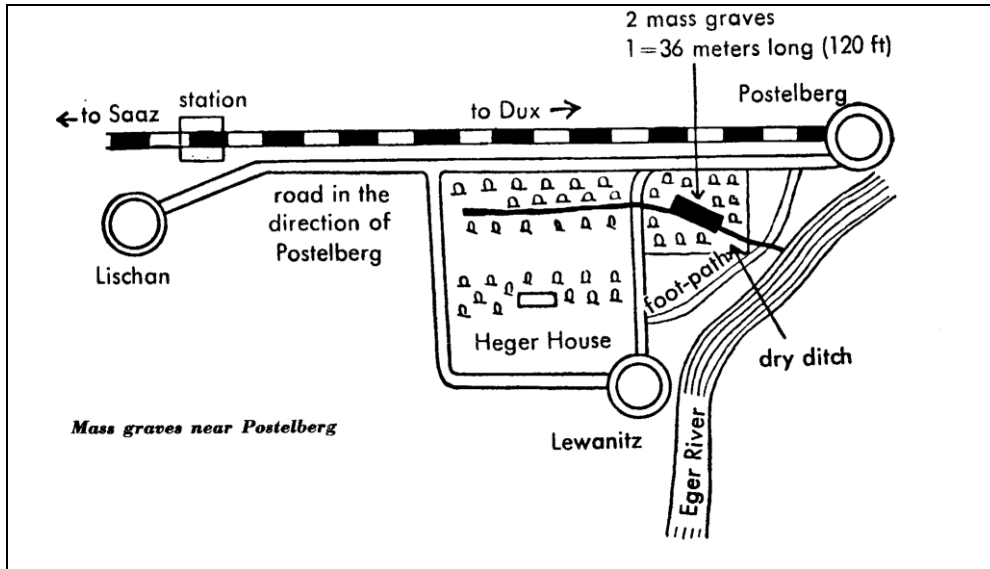 2 mass graves
1=36 meters long (120 ft)
Postelberg
← to Saaz
station
to Dux →
road in the
direction of
Postelberg
Lischan
foot-path
Heger House
dry ditch
Mass graves near Postelberg
Lewanitz
Eger River